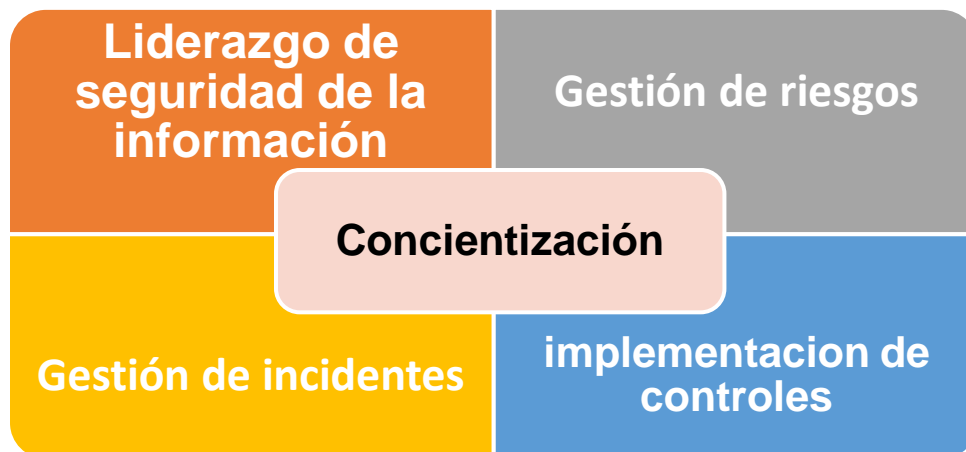 Liderazgo de
seguridad de la
información
Gestión de riesgos
Concientización
Gestión de incidentes
implementacion de
controles